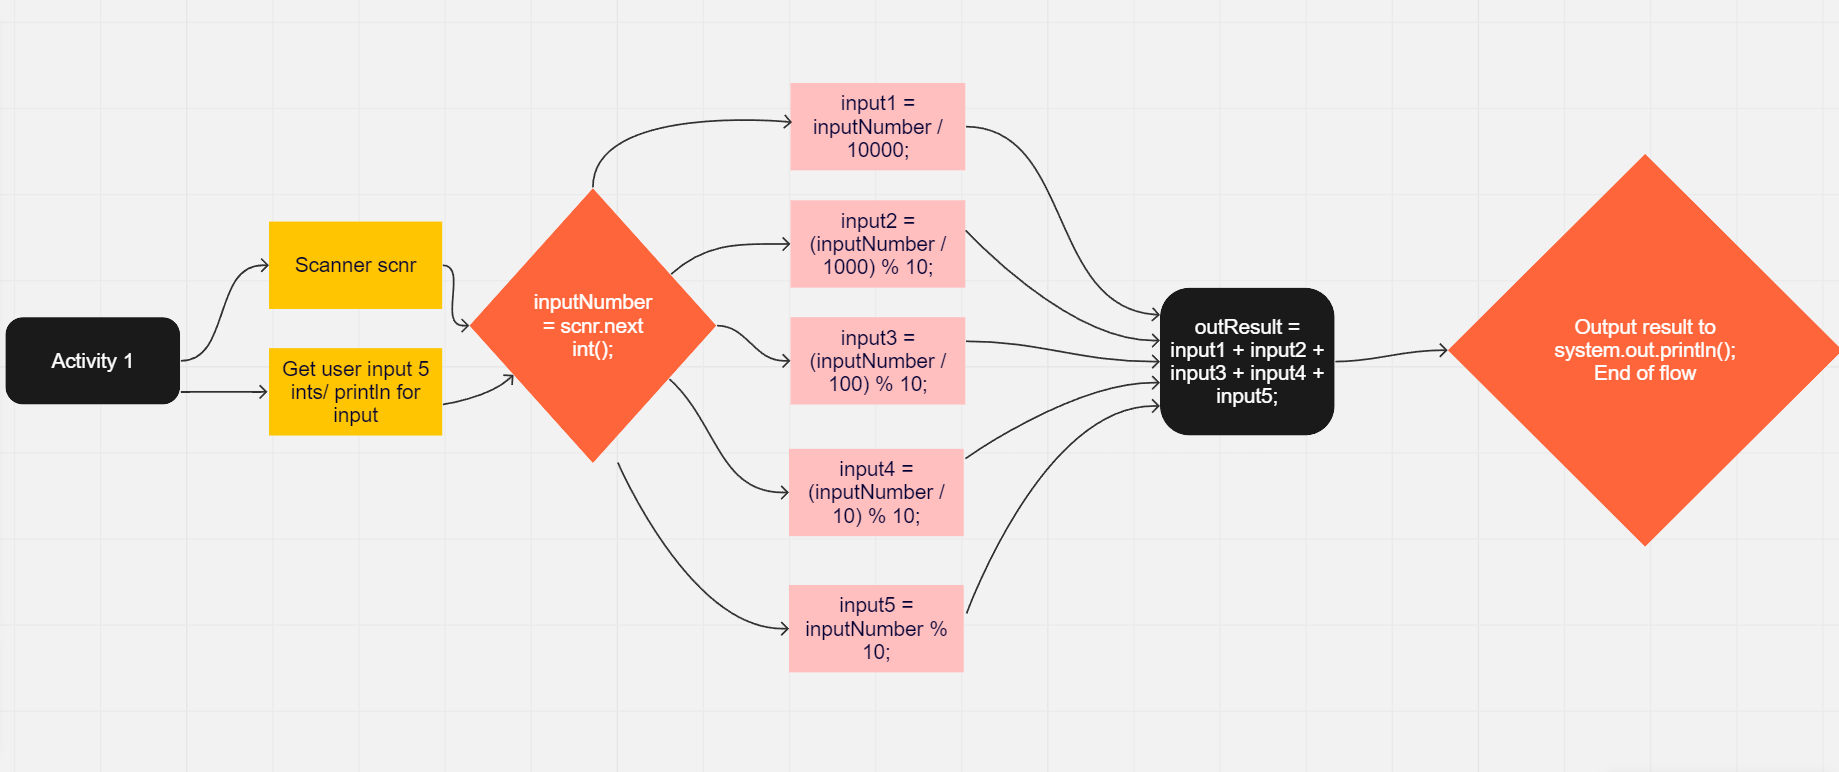 Activity 1
Scanner scnr
Get user input 5
ints/ println for
input
inputNumber
= scnr.next
int();
input1 =
inputNumber /
10000;
input2 =
(inputNumber /
1000) % 10;
input3 =
(inputNumber /
100) % 10;
input4 =
(inputNumber /
10) % 10;
input5 =
inputNumber %
10;
outResult =
input1 + input2 +
input3 + input4 +
input5;
Output result to
system.out.println();
End of flow